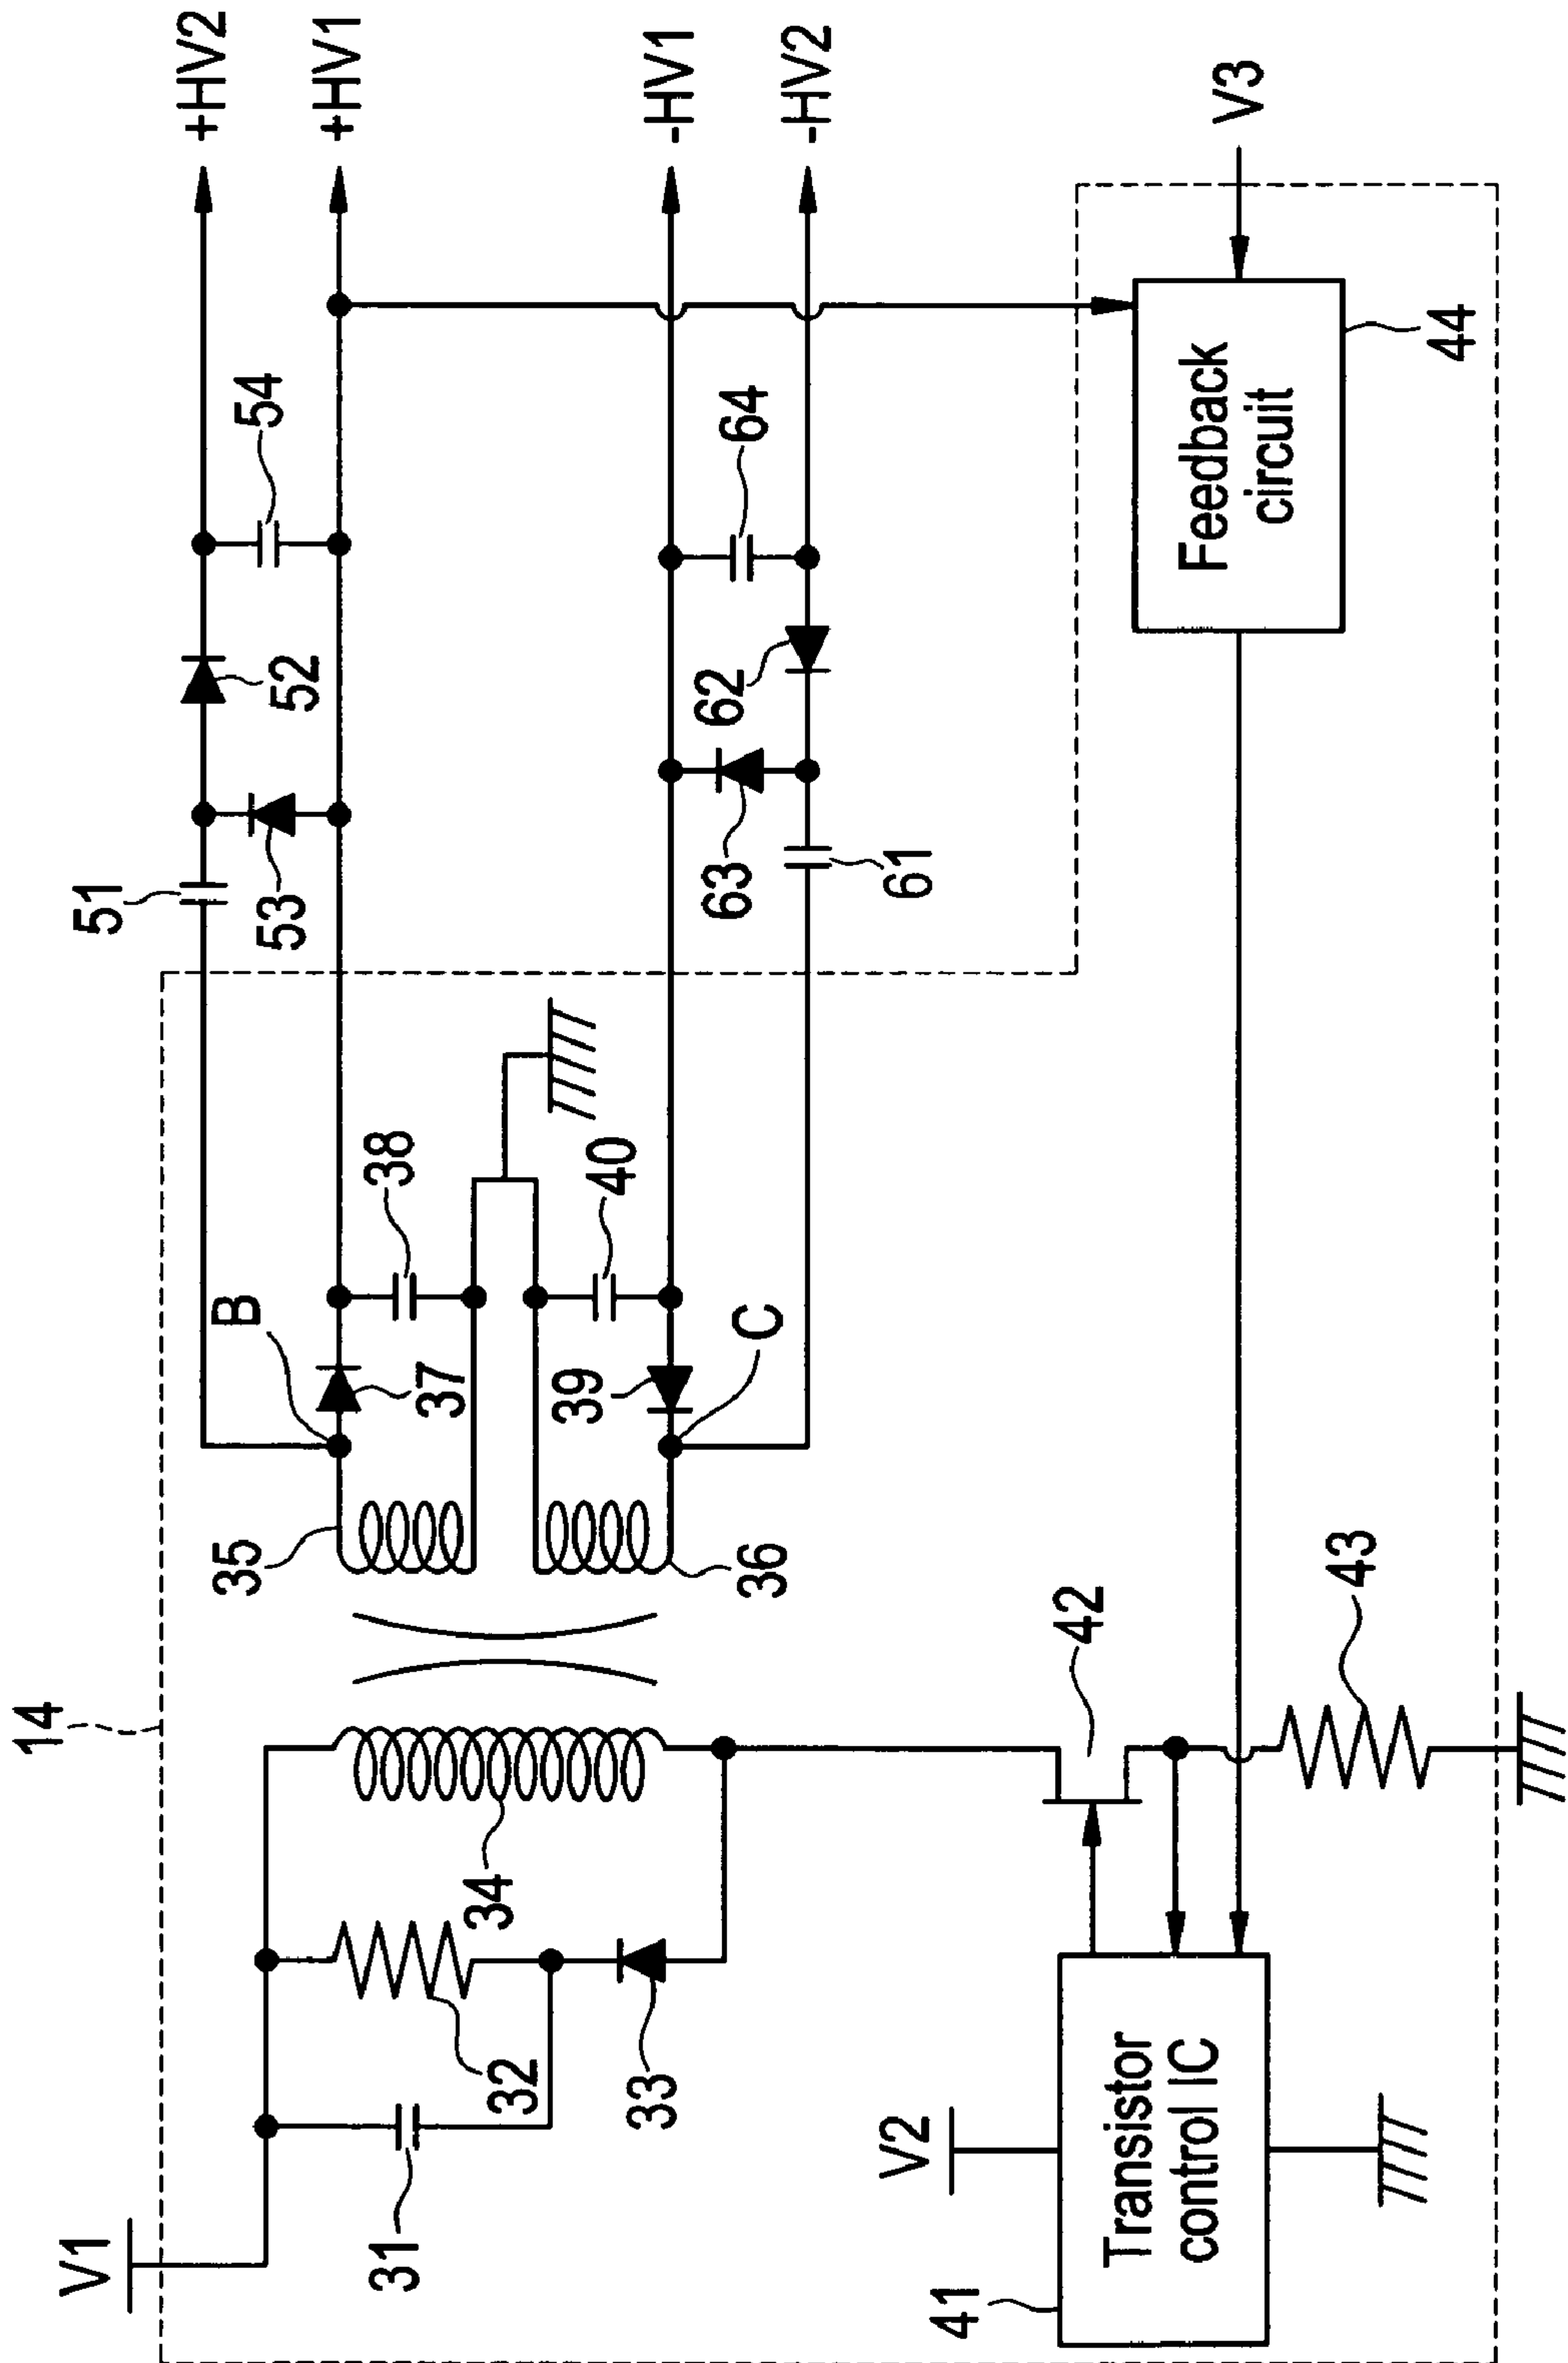 14
V1
31
32
33
34
35
36
B
C
37
38
39
40
51
52
53
54
61
62
63
64
+HV2
+HV1
-HV1
-HV2
V3
V2
41
Transistor
control IC
42
43
Feedback
circuit
44